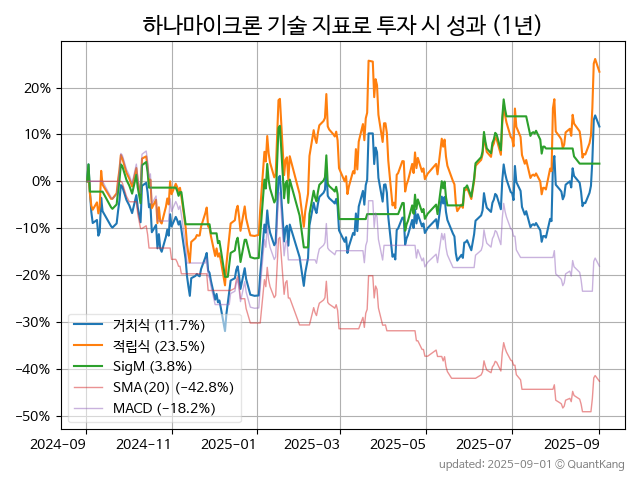 하나마이크론 기술 지표로 투자 시 성과 (1년)
20%
10%
0%
−10%
−20%
−30%
−40%
−50%
거치식 (11.7%)
적립식 (23.5%)
SigM (3.8%)
SMA(20) (−42.8%)
MACD (−18.2%)
2024-09 2024-11 2025-01 2025-03 2025-05 2025-07 2025-09
updated: 2025-09-01 © QuantKang